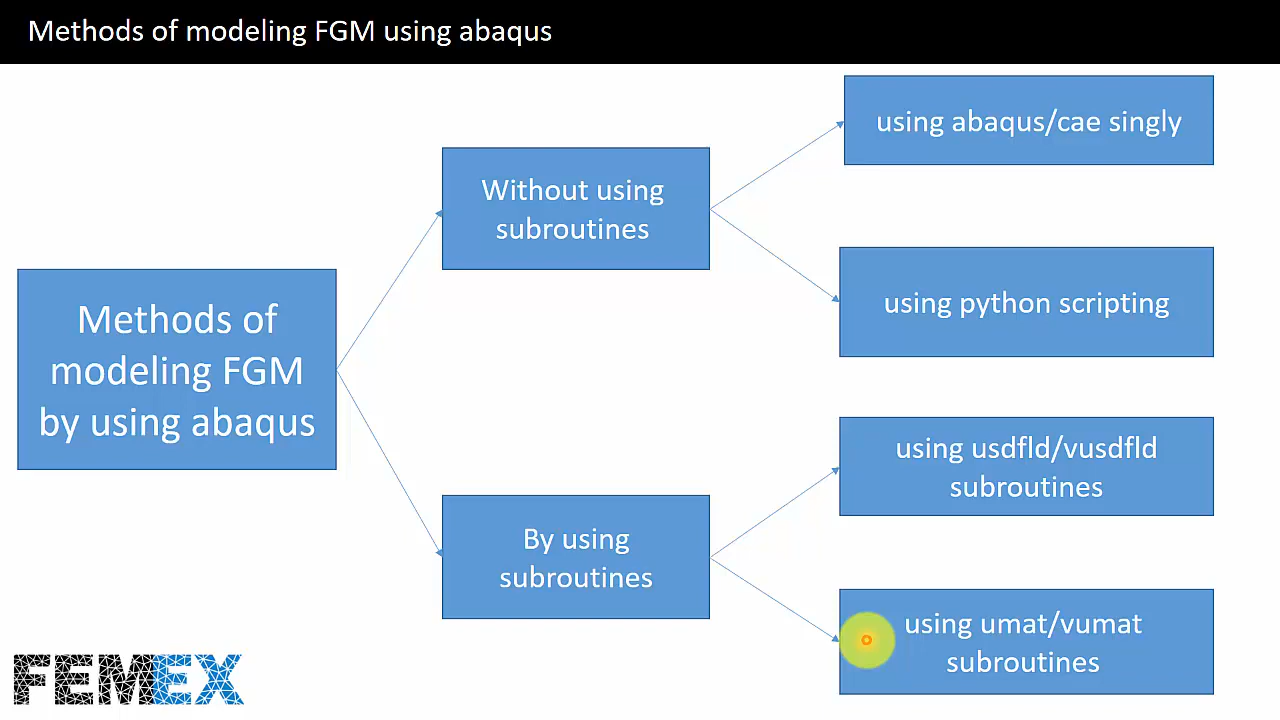 Methods of modeling FGM using abaqus
using abaqus/cae singly
Without using
subroutines
using python scripting
Methods of
modeling FGM
by using abaqus
using usdfld/vusdfld
subroutines
By using
subroutines
using umat/vumat
subroutines
FEMEX